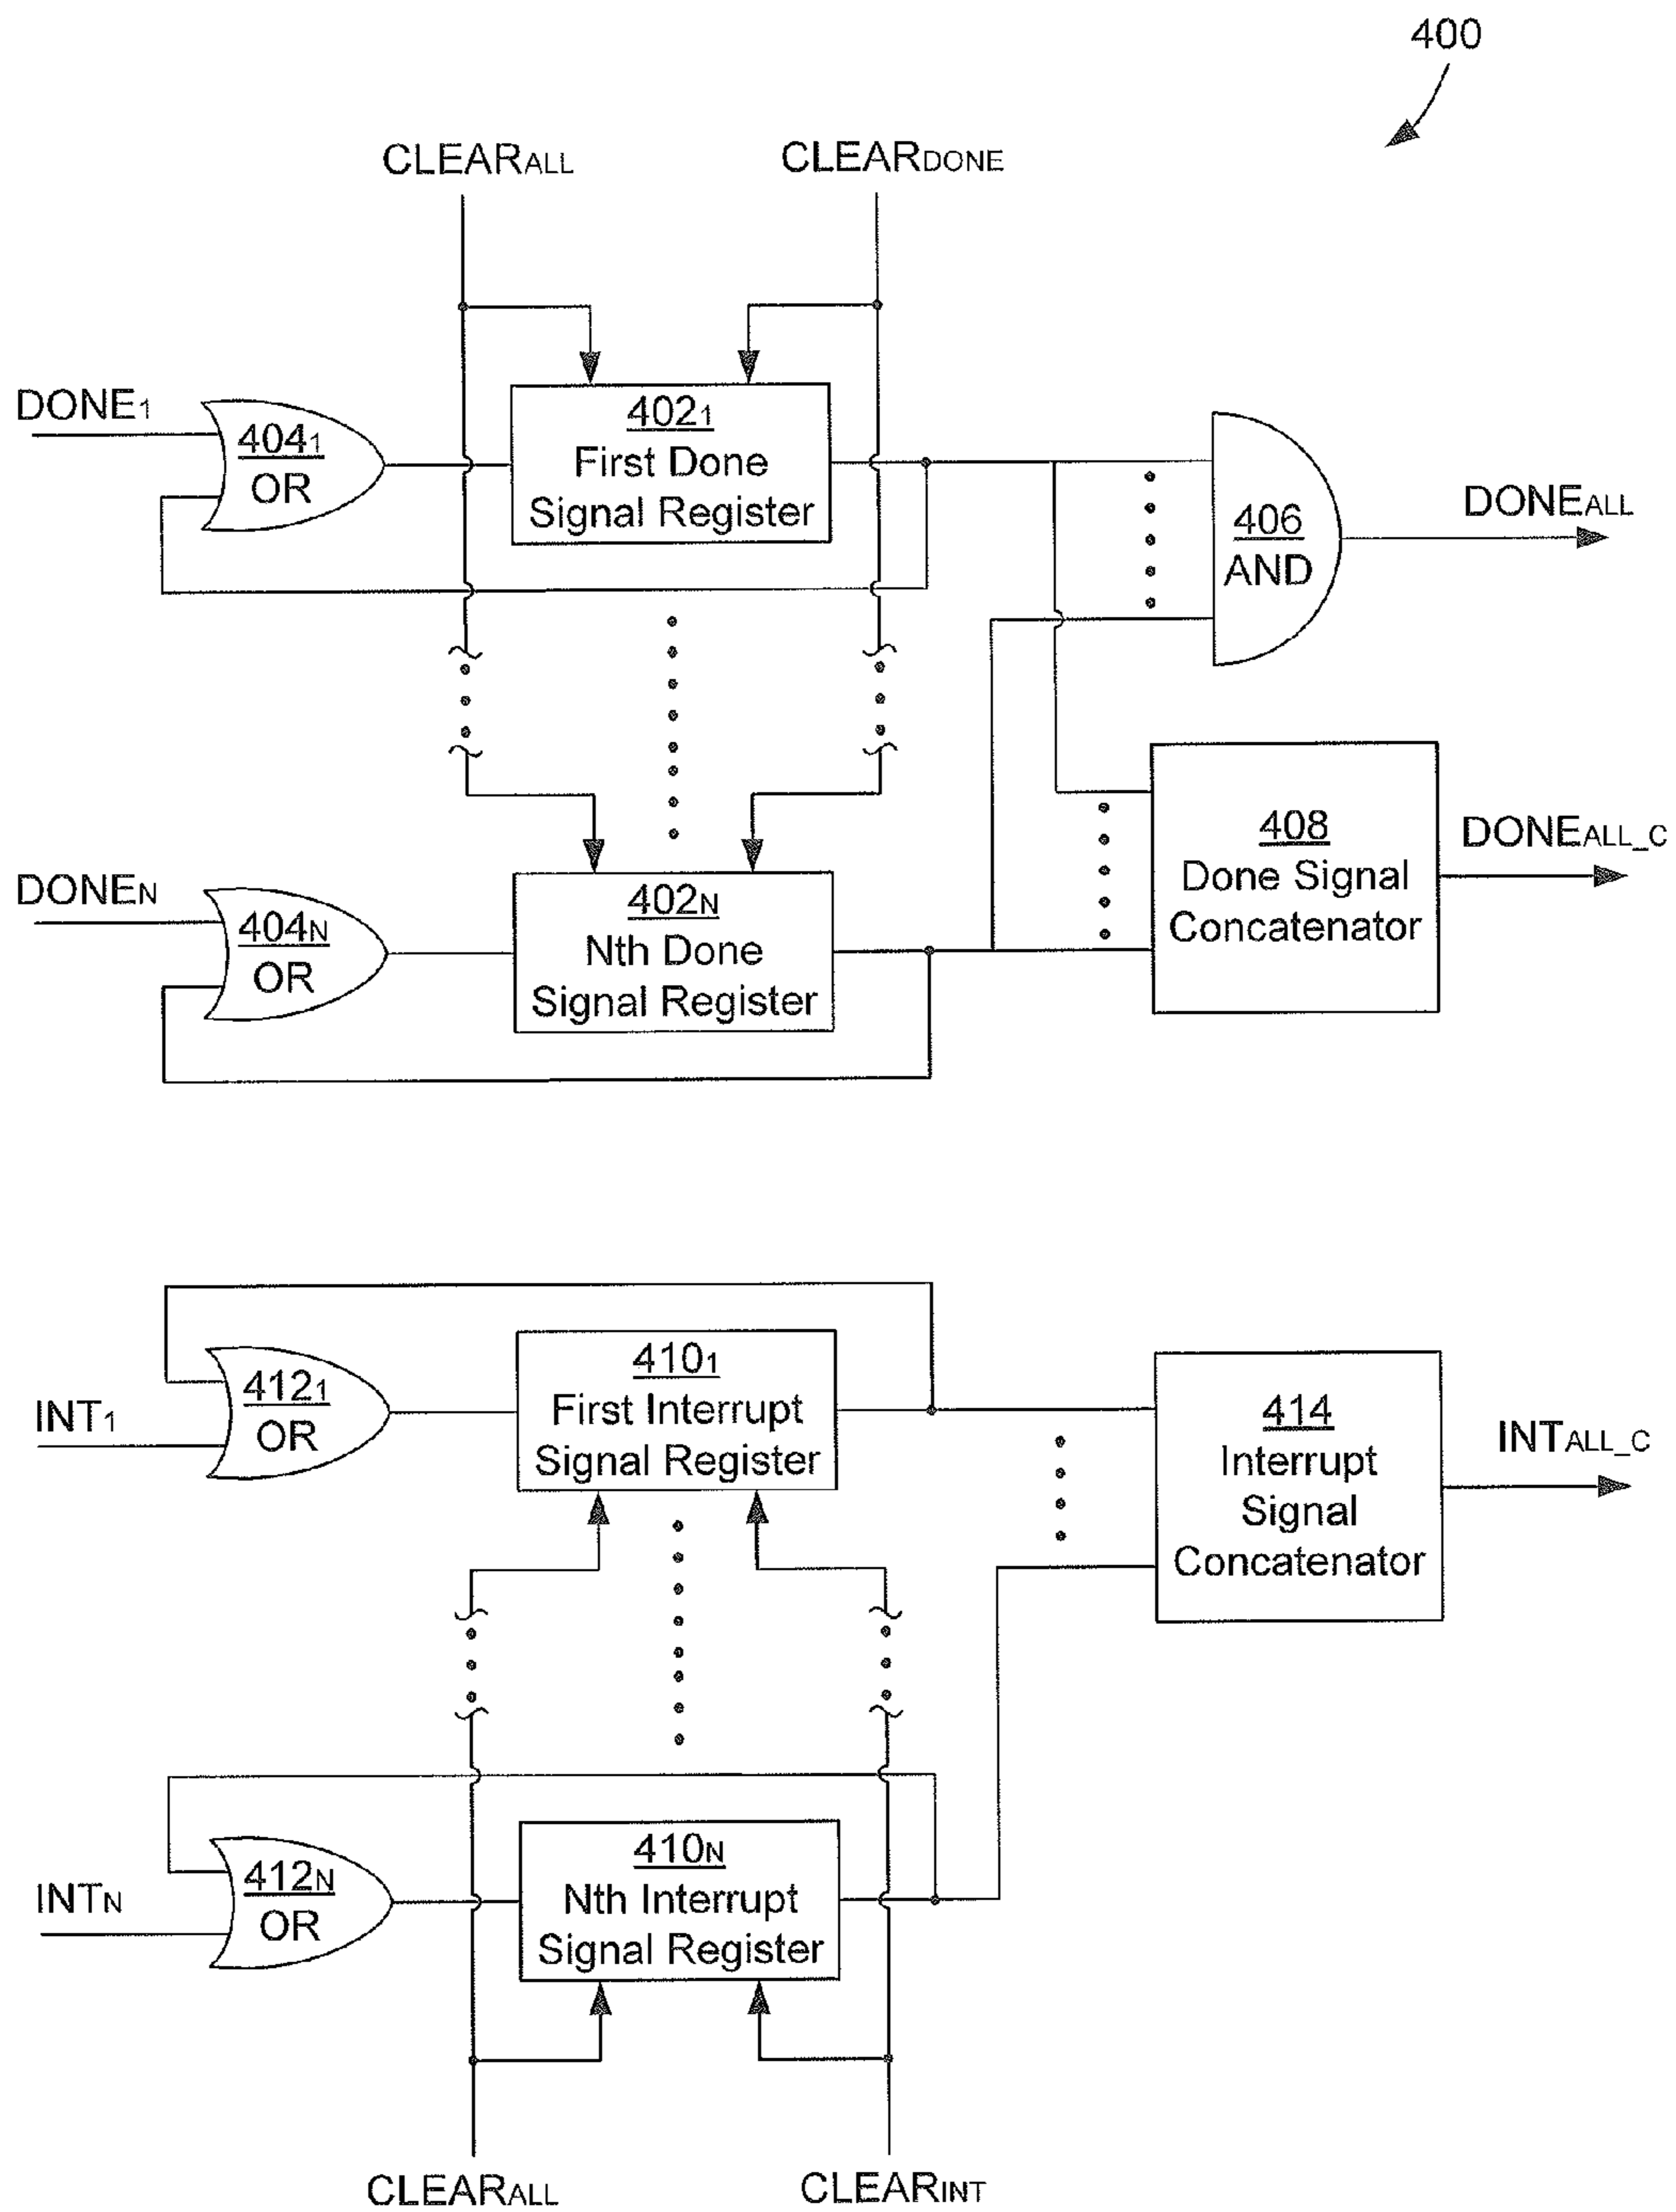 400
CLEARALL
CLEARDONE
DONE1
4041
OR
4021
First Done
Signal Register
406
AND
DONEALL
DONEN
404N
OR
402N
Nth Done
Signal Register
408
Done Signal
Concatenator
DONEALL_C
INT1
4121
OR
4101
First Interrupt
Signal Register
414
Interrupt
Signal
Concatenator
INTALL_C
INTN
412N
OR
410N
Nth Interrupt
Signal Register
CLEARALL
CLEARINT